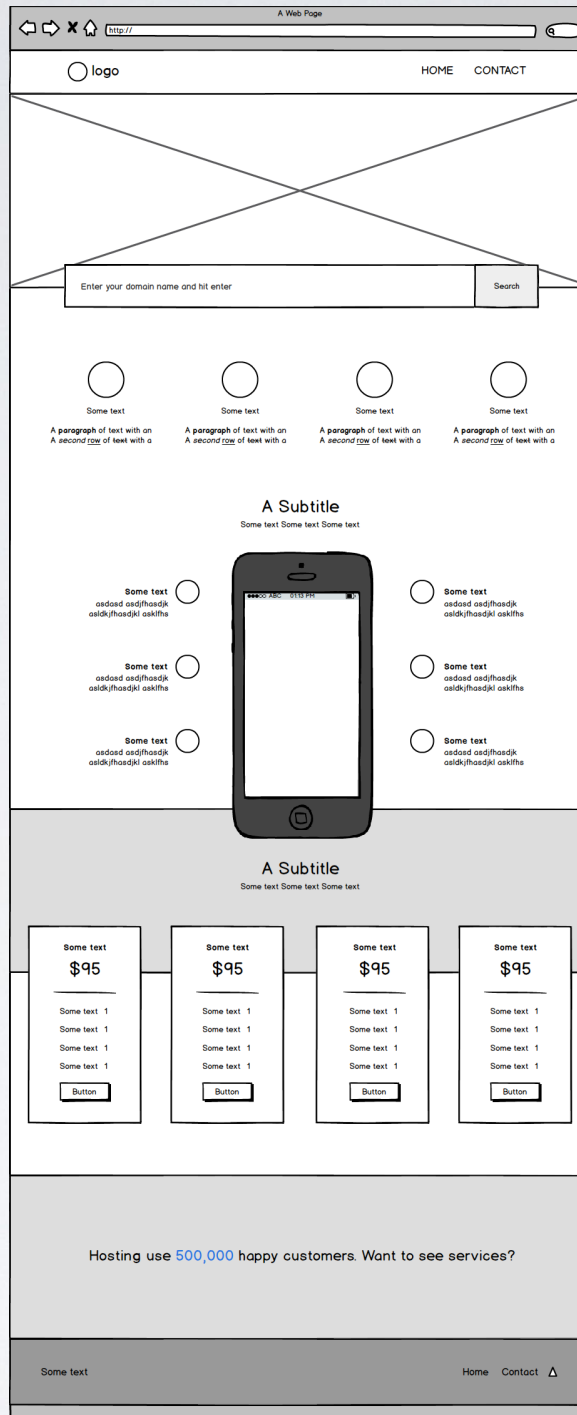 A Web Page
http://
logo
HOME CONTACT
Enter your domain name and hit enter
Search
Some text
A paragraph of text with an
A second row of text with a
Some text
A paragraph of text with an
A second row of text with a
Some text
A paragraph of text with an
A second row of text with a
Some text
A paragraph of text with an
A second row of text with a
A Subtitle
Some text Some text Some text
ABC 01:13 PM
Some text
asdasd asdjfhasdjk
asldkjfhasdjkl asklfhs
Some text
asdasd asdjfhasdjk
asldkjfhasdjkl asklfhs
Some text
asdasd asdjfhasdjk
asldkjfhasdjkl asklfhs
Some text
asdasd asdjfhasdjk
asldkjfhasdjkl asklfhs
Some text
asdasd asdjfhasdjk
asldkjfhasdjkl asklfhs
Some text
asdasd asdjfhasdjk
asldkjfhasdjkl asklfhs
A Subtitle
Some text Some text Some text
Some text
$95
Some text 1
Some text 1
Some text 1
Some text 1
Button
Some text
$95
Some text 1
Some text 1
Some text 1
Some text 1
Button
Some text
$95
Some text 1
Some text 1
Some text 1
Some text 1
Button
Some text
$95
Some text 1
Some text 1
Some text 1
Some text 1
Button
Hosting use 500,000 happy customers. Want to see services?
Some text
Home Contact